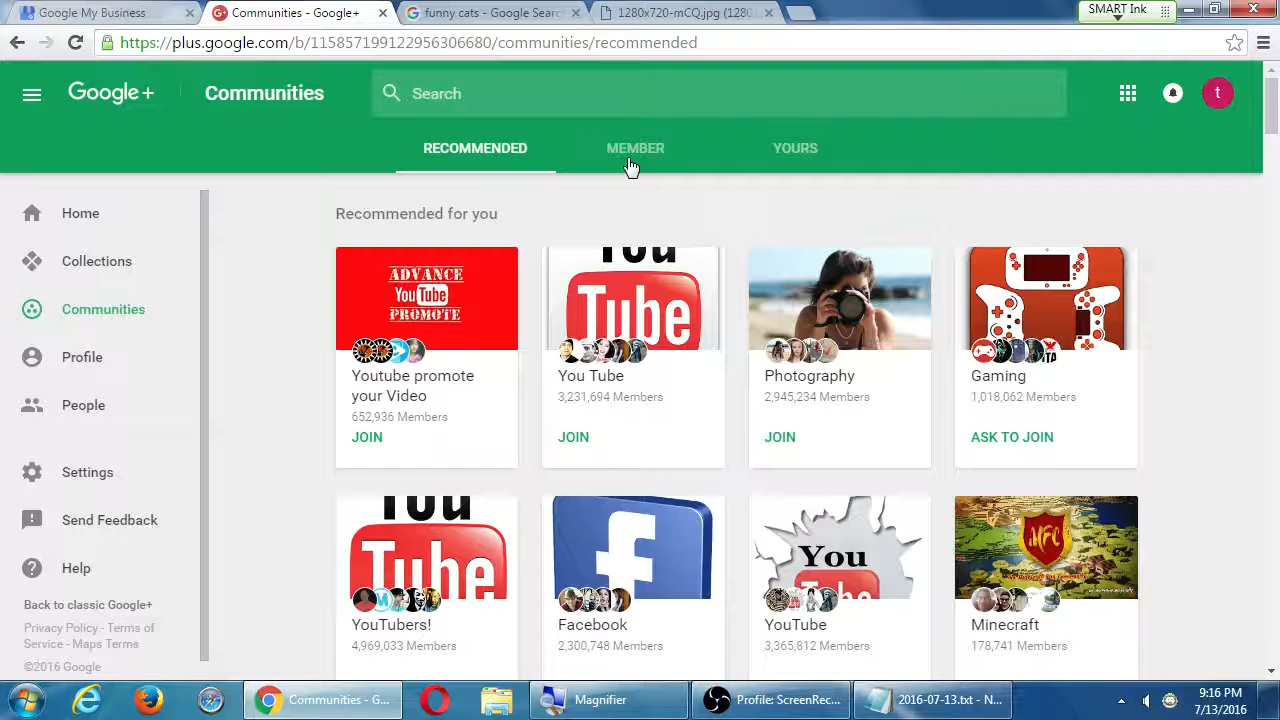 Google My Business
Communities - Google+
funny cats - Google Searc
1280x720-mCQ.jpg (1280
SMART Ink
https://plus.google.com/b/115857199122956306680/communities/recommended
Google+
Communities
Search
RECOMMENDED
MEMBER
YOURS
Home
Collections
Communities
Profile
People
Settings
Send Feedback
Help
Back to classic Google+
Privacy Policy - Terms of
Service - Maps Terms
©2016 Google
t
Recommended for you
ADVANCE
YouTube
PROMOTE
Youtube promote
your Video
652,936 Members
JOIN
You
Tube
You Tube
3,231,694 Members
JOIN
Photography
2,945,234 Members
JOIN
Gaming
1,018,062 Members
ASK TO JOIN
You
Tube
YouTubers!
4,969,033 Members
f
Facebook
2,300,748 Members
You
Tube
YouTube
3,365,812 Members
MFC
Minecraft
178,741 Members
Communities - G...
Magnifier
Profile: ScreenRec...
2016-07-13.txt - N...
9:16 PM
7/13/2016